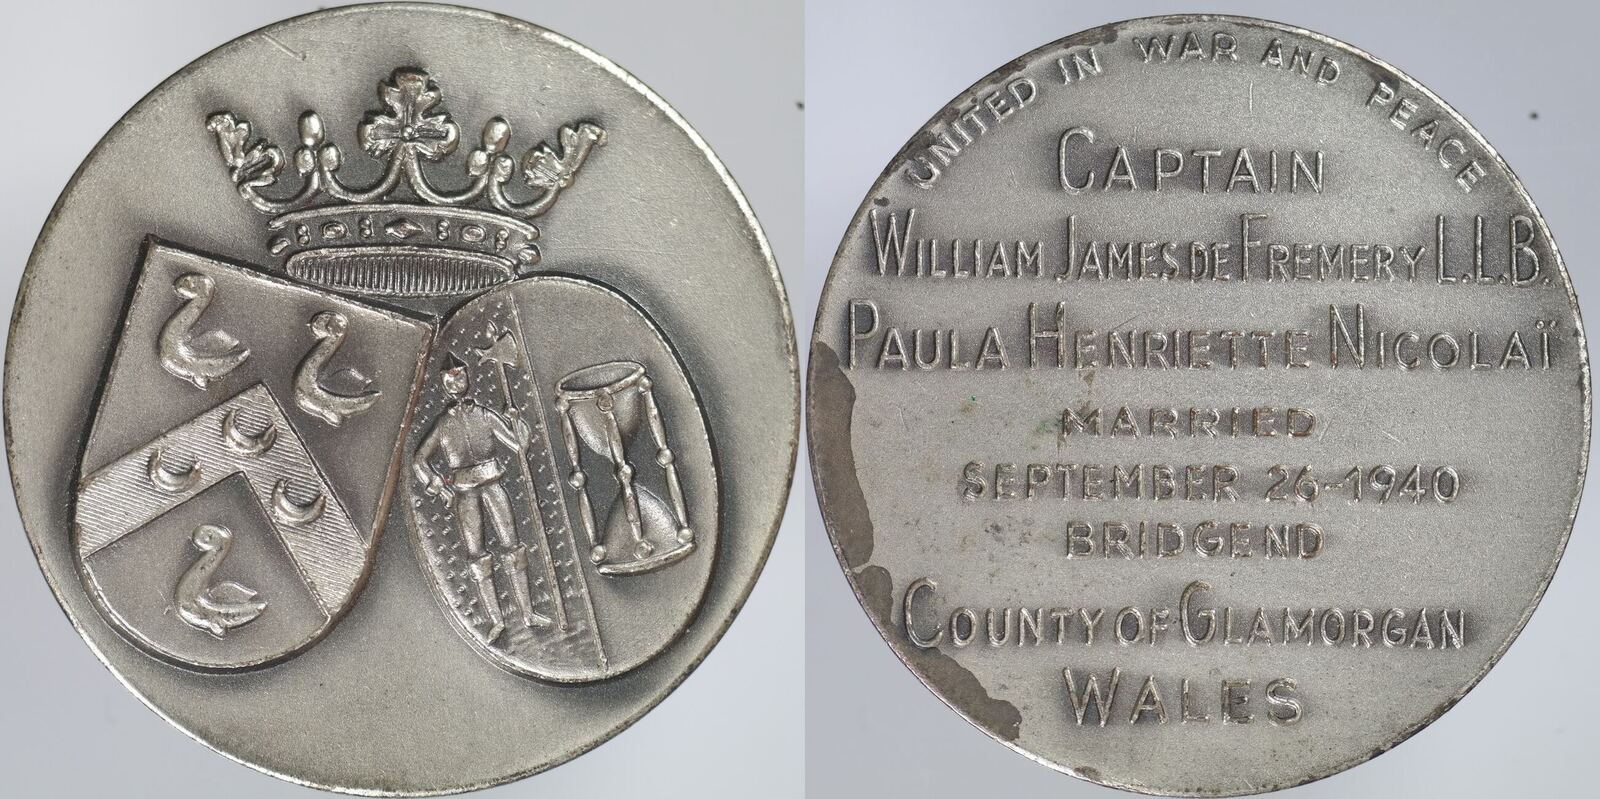 UNITED IN WAR AND PEACE
CAPTAIN
WILLIAM JAMES DE FREMERY L.L.B.
PAULA HENRIETTE NICOLAÏ
MARRIED
SEPTEMBER 26-1940
BRIDGEND
COUNTY OF GLAMORGAN
WALES